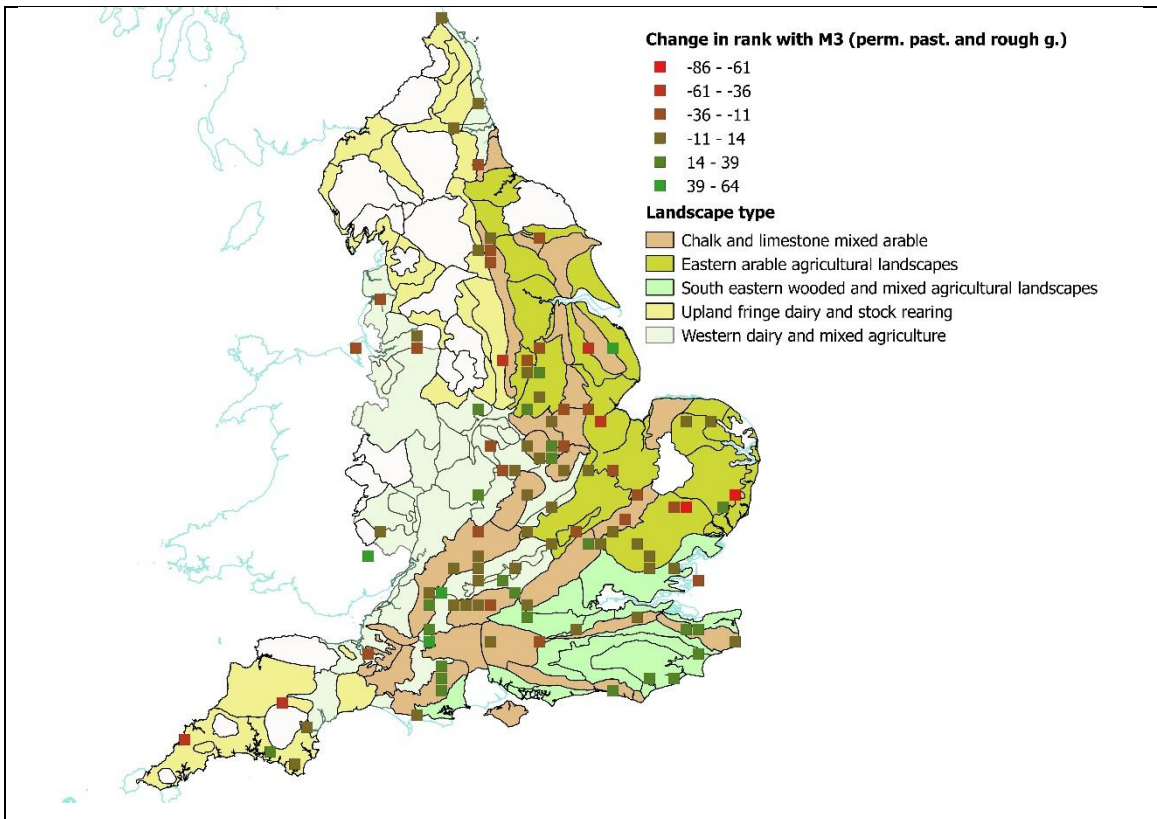 Change in rank with M3 (perm. past. and rough g.)
-86 - -61
-61 - -36
-36 - -11
-11 - 14
14 - 39
39 - 64
Landscape type
Chalk and limestone mixed arable
Eastern arable agricultural landscapes
South eastern wooded and mixed agricultural landscapes
Upland fringe dairy and stock rearing
Western dairy and mixed agriculture